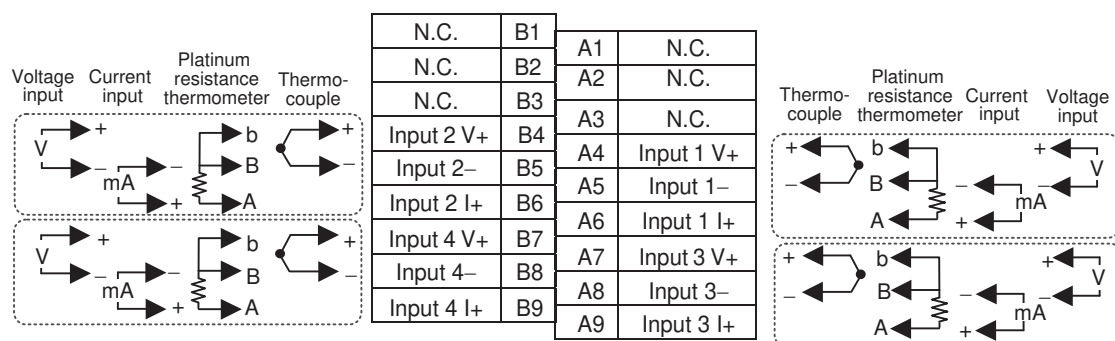 Voltage input
Current input
Platinum resistance thermometer
Thermo-couple
V
+
−
mA
−
+
b
B
A
+
−
V
+
−
mA
−
+
b
B
A
+
−
N.C. B1
N.C. B2
N.C. B3
Input 2 V+ B4
Input 2− B5
Input 2 I+ B6
Input 4 V+ B7
Input 4− B8
Input 4 I+ B9
A1 N.C.
A2 N.C.
A3 N.C.
A4 Input 1 V+
A5 Input 1−
A6 Input 1 I+
A7 Input 3 V+
A8 Input 3−
A9 Input 3 I+
Thermo-couple
Platinum resistance thermometer
Current input
Voltage input
+
−
b
B
A
−
+
mA
+
−
V
+
−
b
B
A
−
+
mA
+
−
V